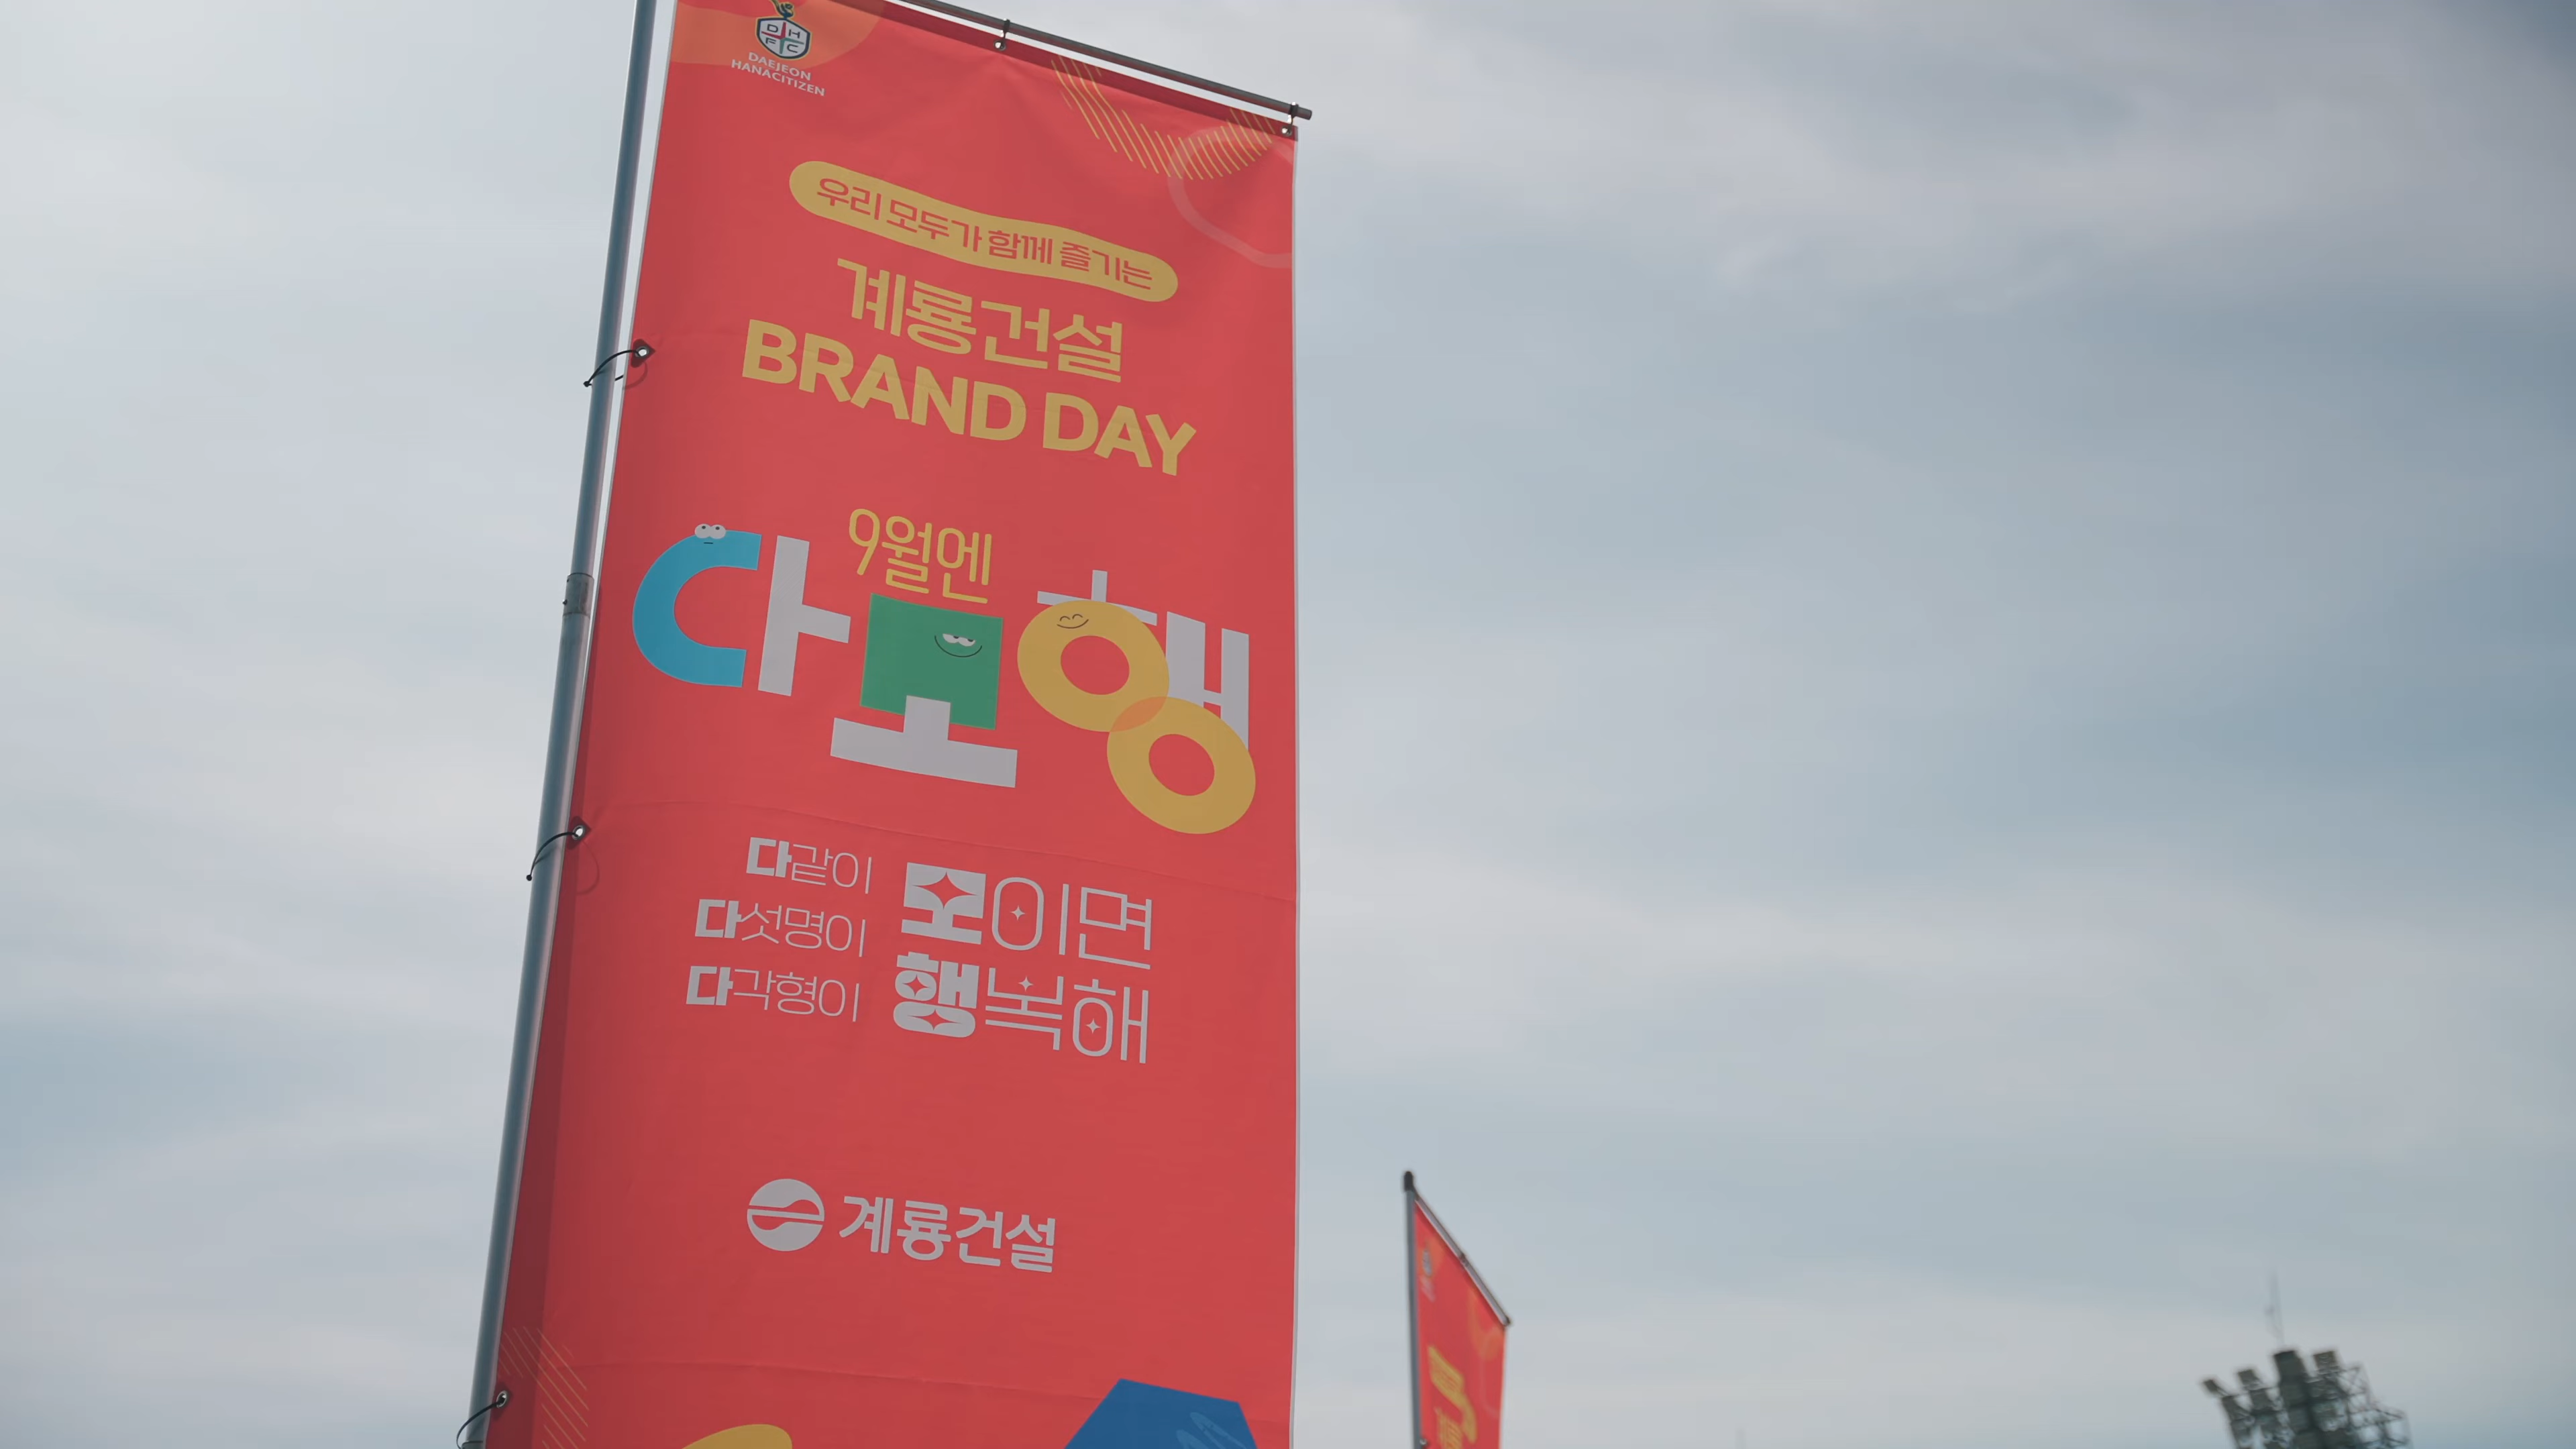 DH
FC
DAEJEON
HANACITIZEN
우리 모두가 함께 즐기는
계룡건설
BRAND DAY
9월엔
다모행
다같이
다섯명이
다각형이
모이면
행복해
계룡건설